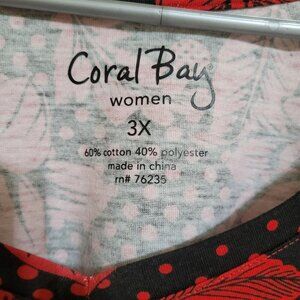 Coral Bay
women
3X
60% cotton 40% polyester
made in china
rn# 76235